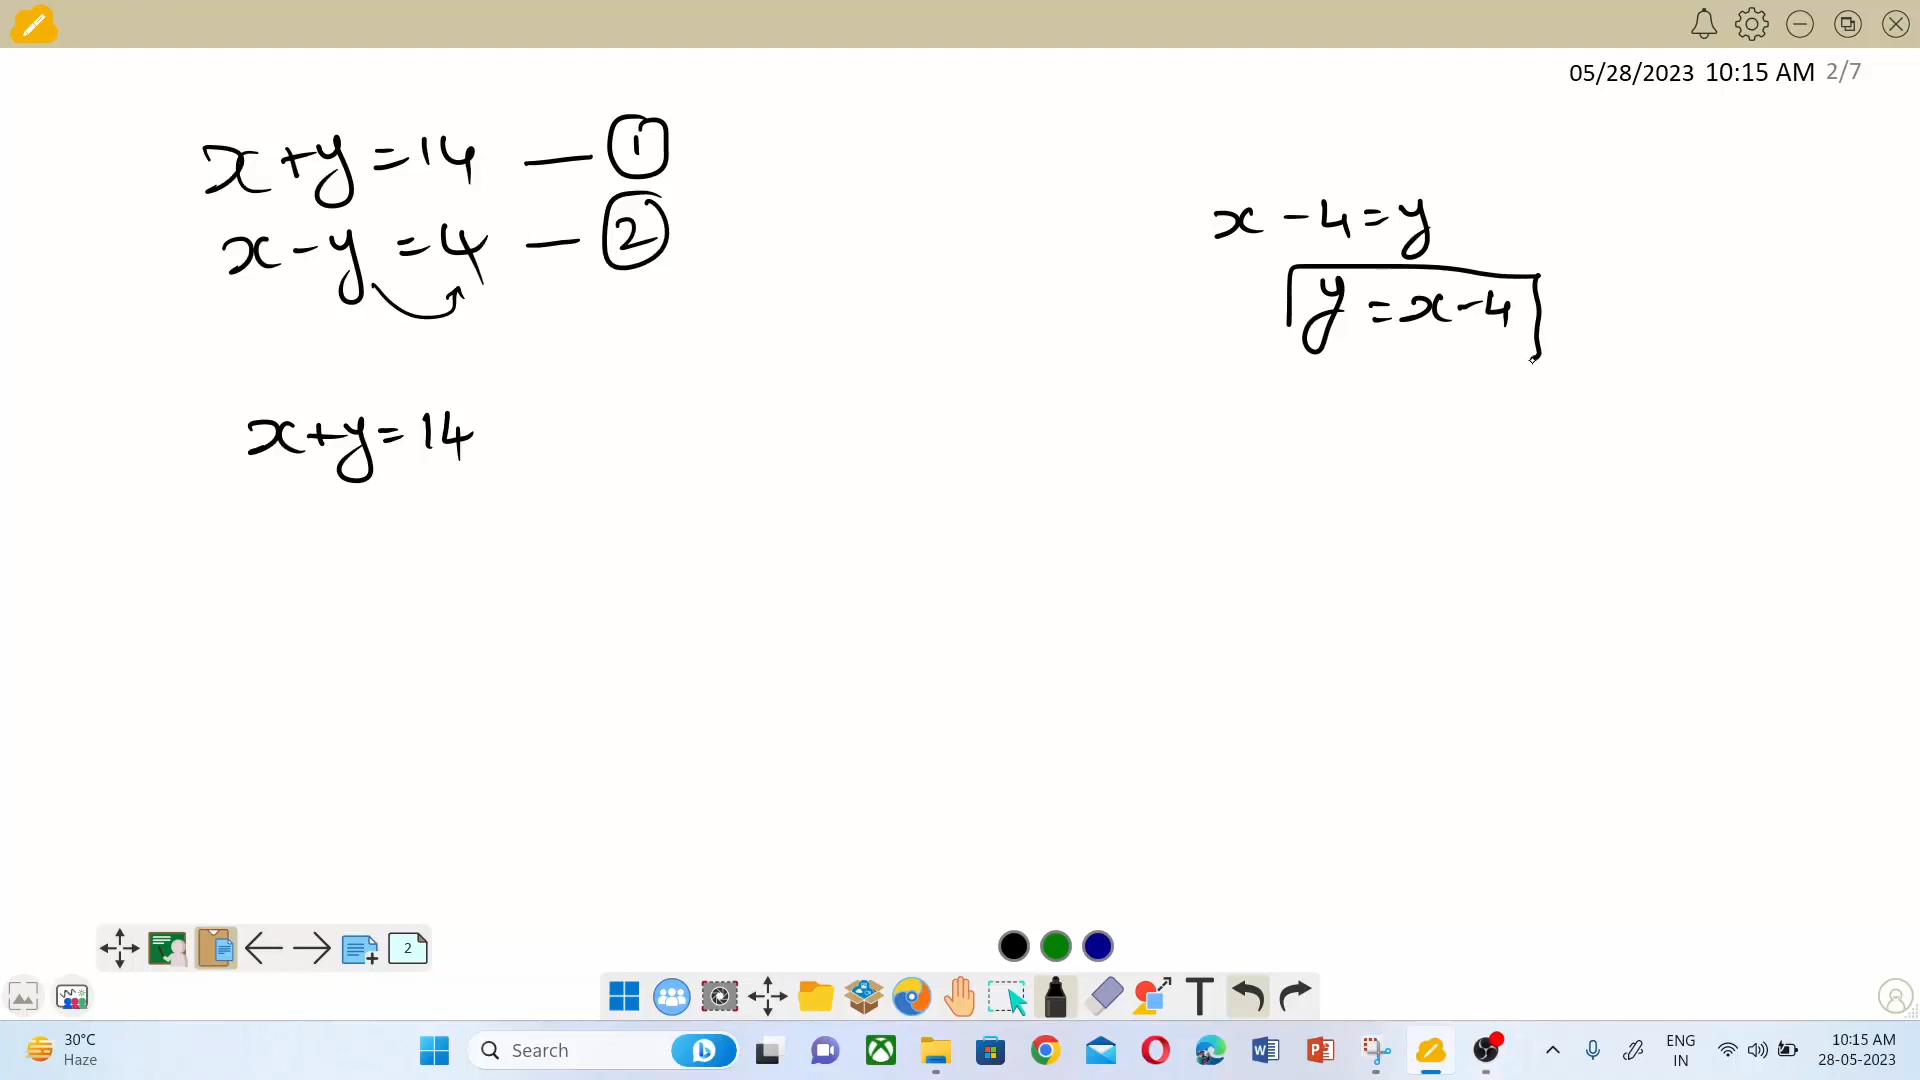 05/28/2023 10:15 AM 2/7
x+y=14 — 1
x-y=4 — 2
x-4=y
y=x-4
x+y=14
2
T
30°C
Haze
Search
ENG
IN
10:15 AM
28-05-2023